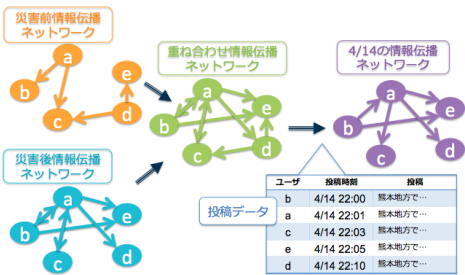 災害前情報伝播
ネットワーク
a
b
e
c
d
災害後情報伝播
ネットワーク
a
b
e
c
d
重ね合わせ情報伝播
ネットワーク
a
b
e
c
d
4/14の情報伝播
ネットワーク
a
b
e
c
d
投稿データ
ユーザ 投稿時刻 投稿
b 4/14 22:00 熊本地方で…
a 4/14 22:01 熊本地方で…
c 4/14 22:03 熊本地方で…
e 4/14 22:05 熊本地方で…
d 4/14 22:10 熊本地方で…